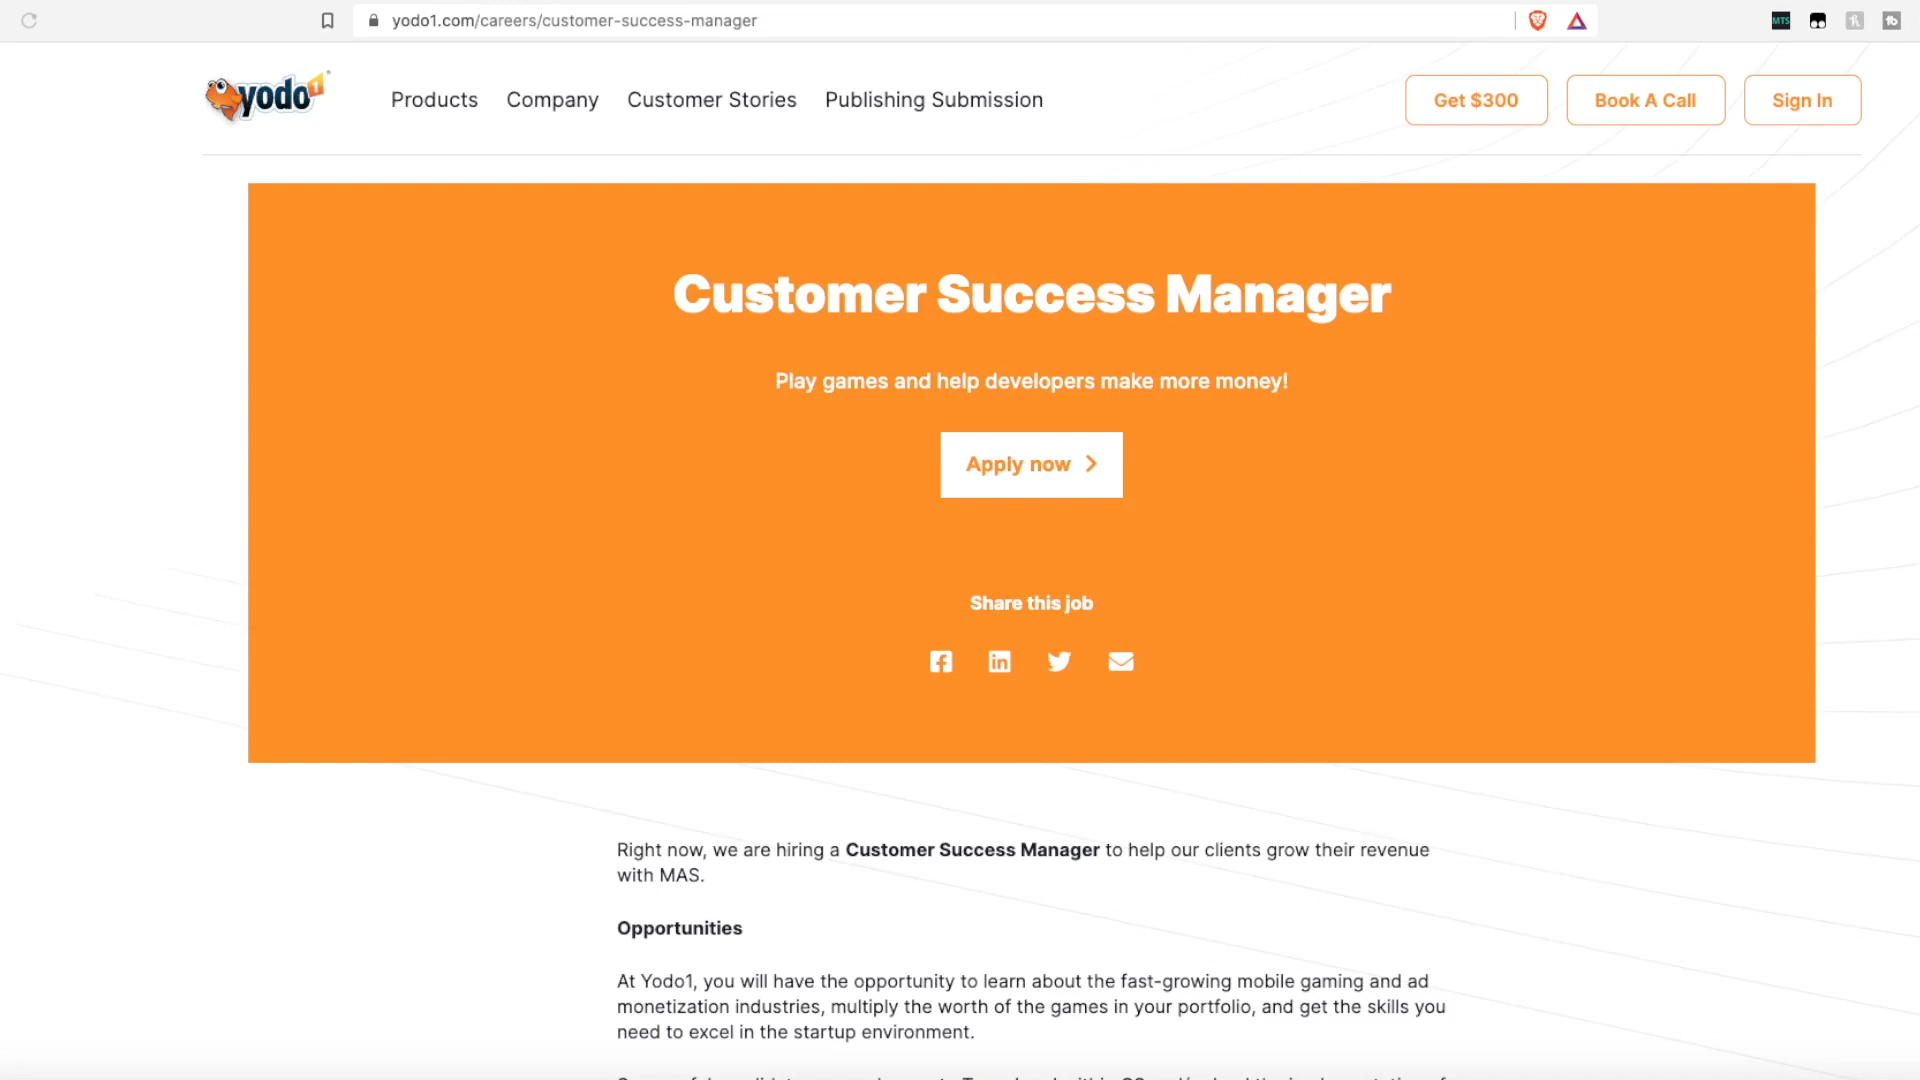 yodo1.com/careers/customer-success-manager
MTS
yodo1
Products
Company
Customer Stories
Publishing Submission
Get $300
Book A Call
Sign In
Customer Success Manager
Play games and help developers make more money!
Apply now
Share this job
Right now, we are hiring a Customer Success Manager to help our clients grow their revenue
with MAS.
Opportunities
At Yodo1, you will have the opportunity to learn about the fast-growing mobile gaming and ad
monetization industries, multiply the worth of the games in your portfolio, and get the skills you
need to excel in the startup environment.